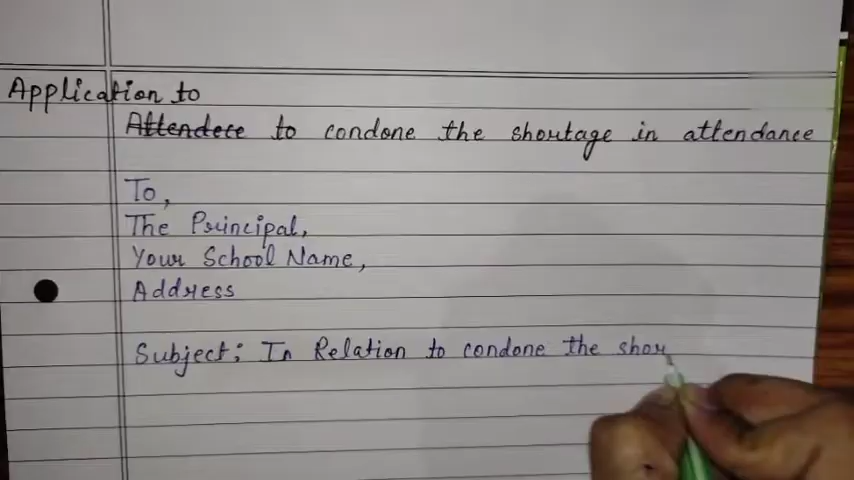 Application to
Attendece to condone the shortage in attendance
To,
The Principal,
Your School Name,
Address
Subject: In Relation to condone the shor